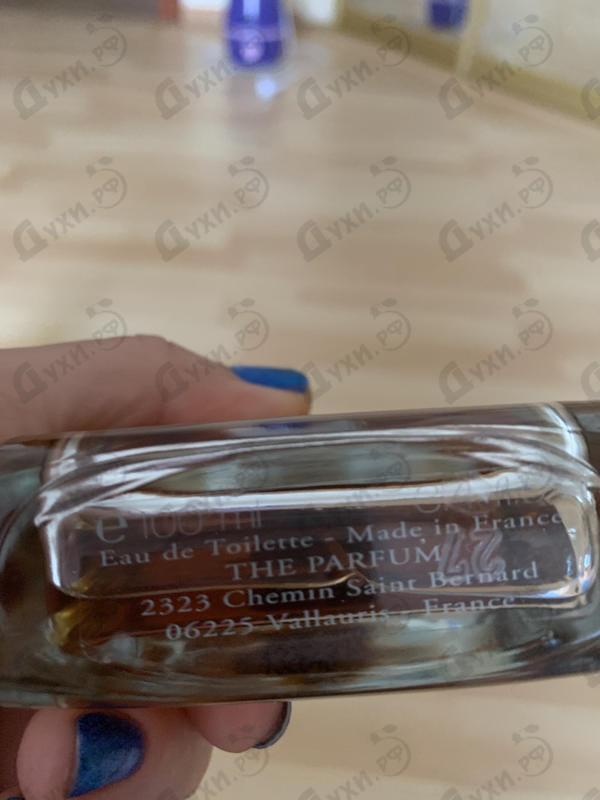 e 100 ml
Eau de Toilette - Made in France
THE PARFUM
2323 Chemin Saint Bernard
06225 Vallauris - France
Духи.рф